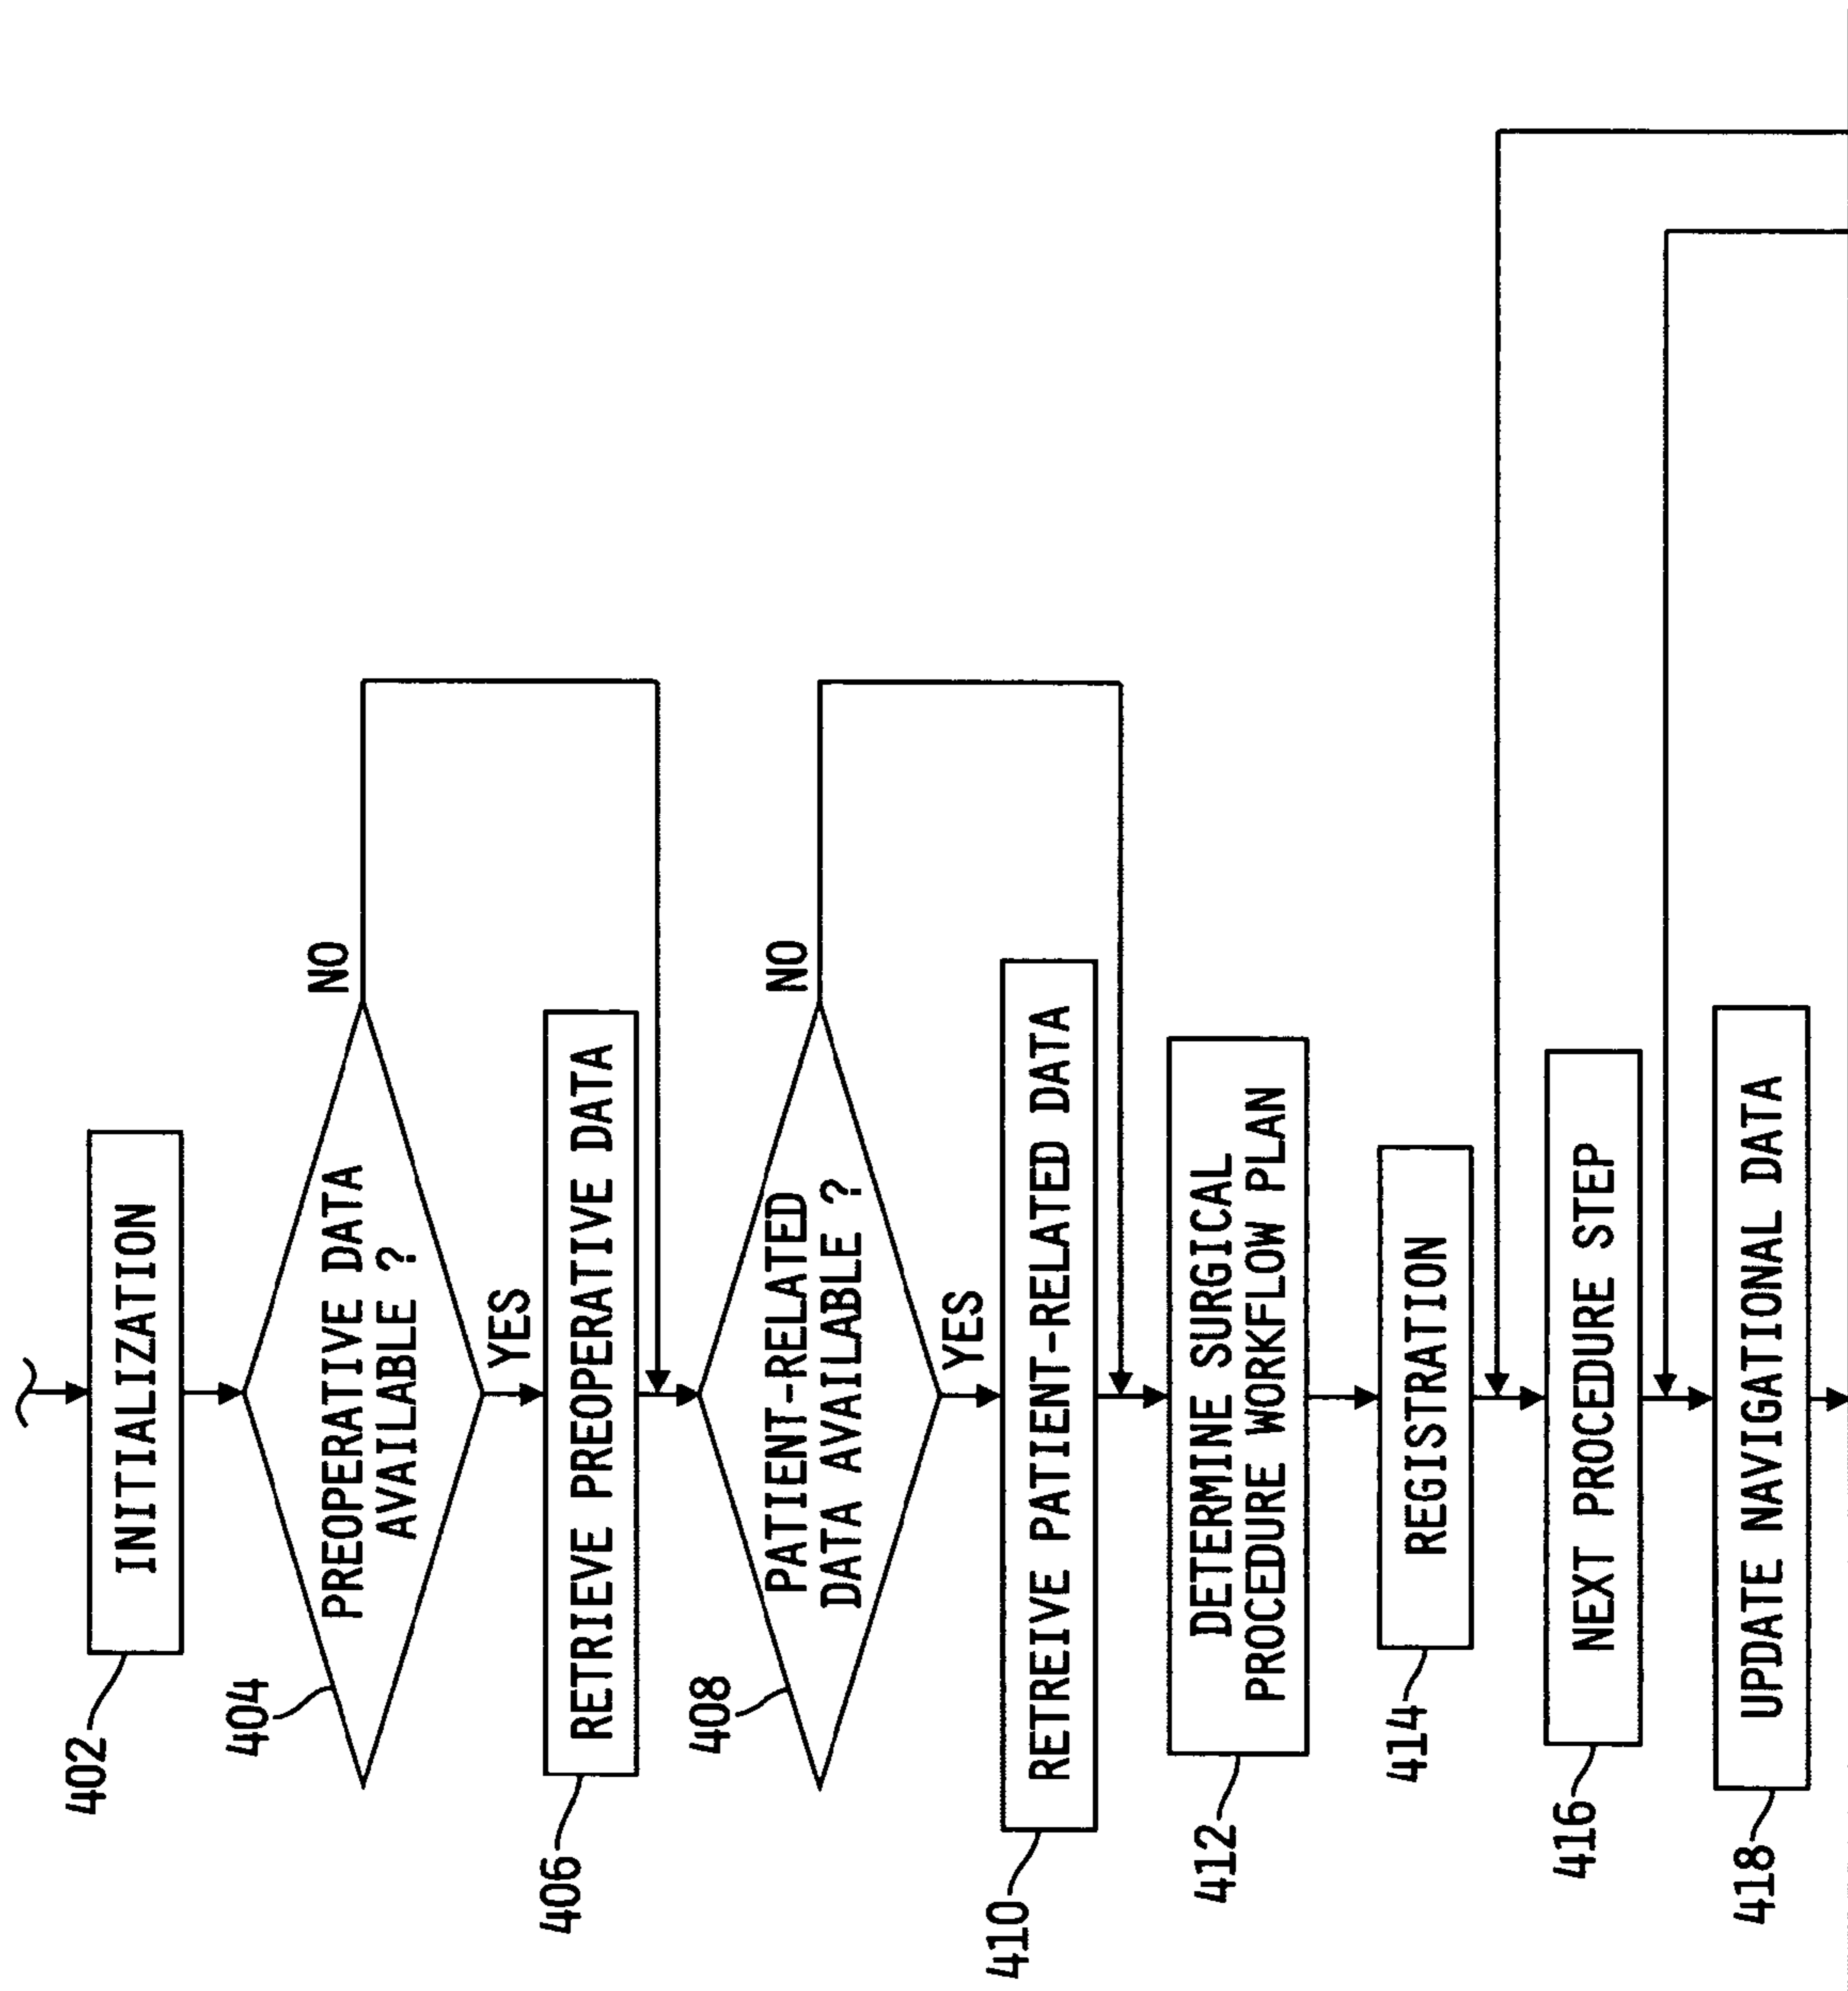 402
INITIALIZATION
404
PREOPERATIVE DATA
AVAILABLE ?
NO
YES
406
RETRIEVE PREOPERATIVE DATA
408
PATIENT-RELATED
DATA AVAILABLE ?
NO
YES
410
RETREIVE PATIENT-RELATED DATA
412
DETERMINE SURGICAL
PROCEDURE WORKFLOW PLAN
414
REGISTRATION
416
NEXT PROCEDURE STEP
418
UPDATE NAVIGATIONAL DATA